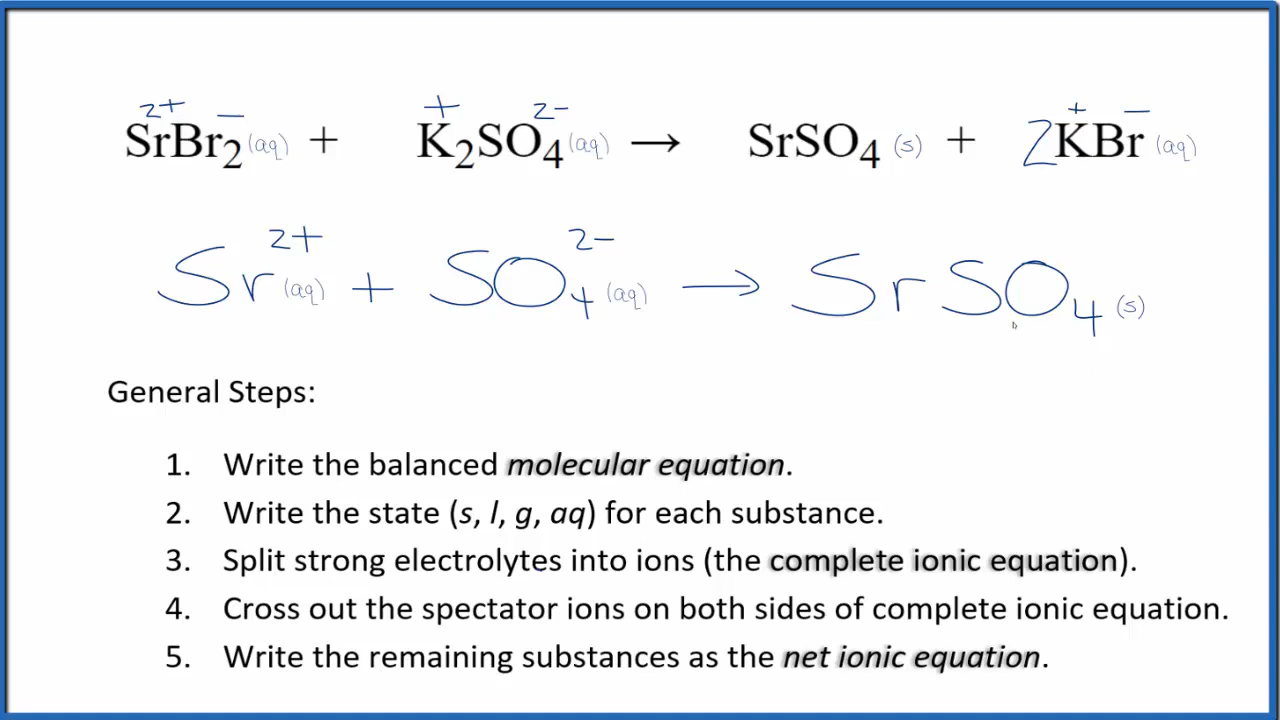 SrBr₂²⁺ ⁻ (aq) + K₂SO₄⁺ ²⁻ (aq) → SrSO₄ (s) + 2KBr⁺ ⁻ (aq)
Sr²⁺ (aq) + SO₄²⁻ (aq) → SrSO₄ (s)
General Steps:
1. Write the balanced molecular equation.
2. Write the state (s, l, g, aq) for each substance.
3. Split strong electrolytes into ions (the complete ionic equation).
4. Cross out the spectator ions on both sides of complete ionic equation.
5. Write the remaining substances as the net ionic equation.